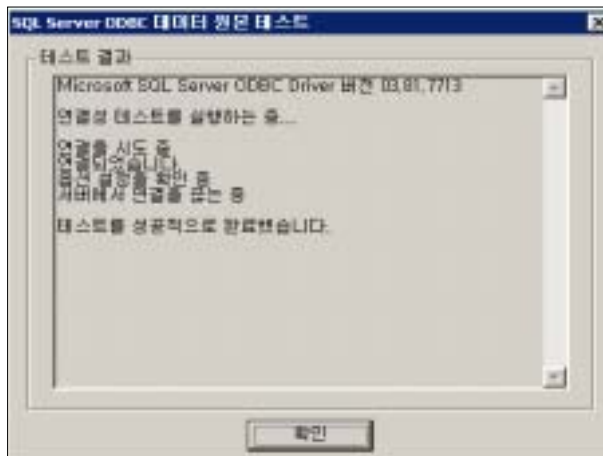 SQL Server ODBC 데이터 원본 테스트
테스트 결과
Microsoft SQL Server ODBC Driver 버전 03.81.7713
연결성 테스트를 실행하는 중...
연결을 시도 중
연결되었습니다.
옵션 설정을 확인 중
서버에서 연결을 끊는 중
테스트를 성공적으로 완료했습니다.
확인